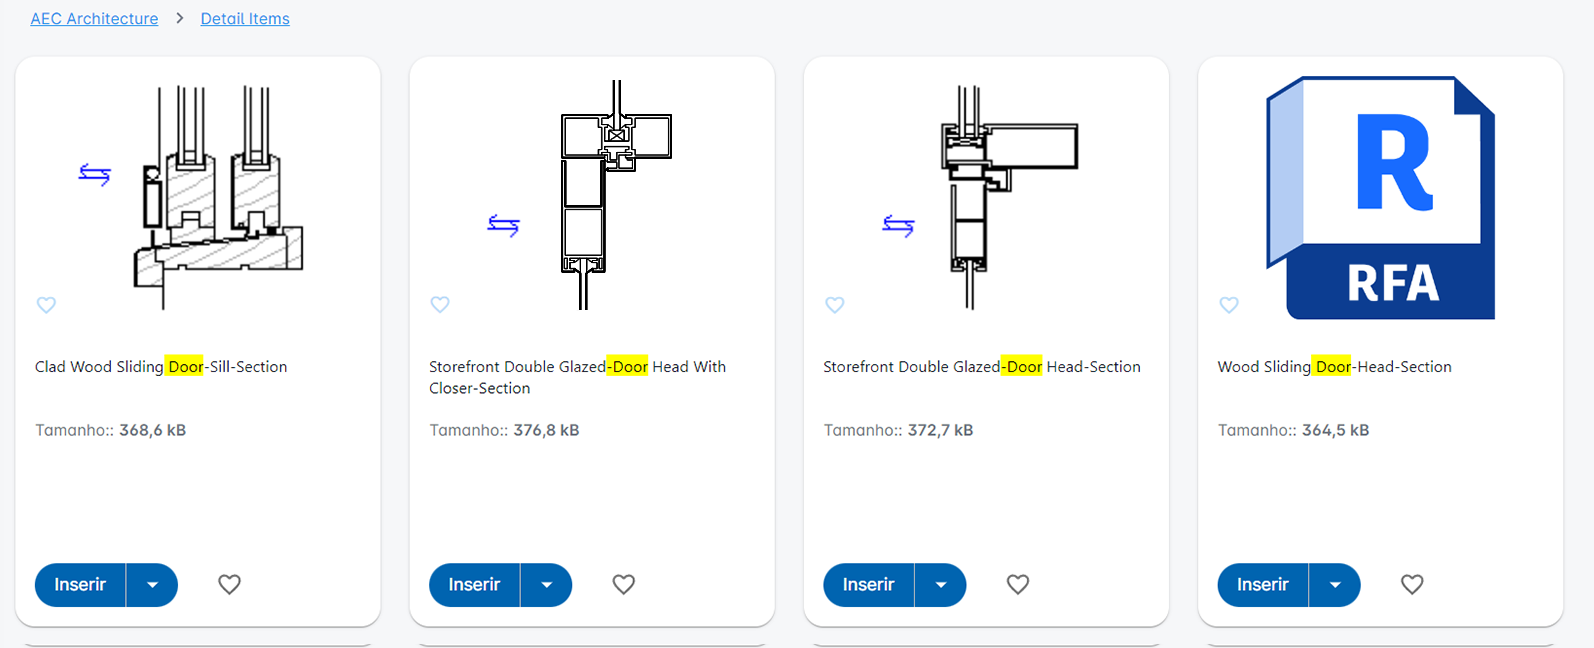 AEC Architecture > Detail Items
R
RFA
Clad Wood Sliding Door-Sill-Section
Tamanho:: 368,6 kB
Inserir
Storefront Double Glazed-Door Head With
Closer-Section
Tamanho:: 376,8 kB
Inserir
Storefront Double Glazed-Door Head-Section
Tamanho:: 372,7 kB
Inserir
Wood Sliding Door-Head-Section
Tamanho:: 364,5 kB
Inserir